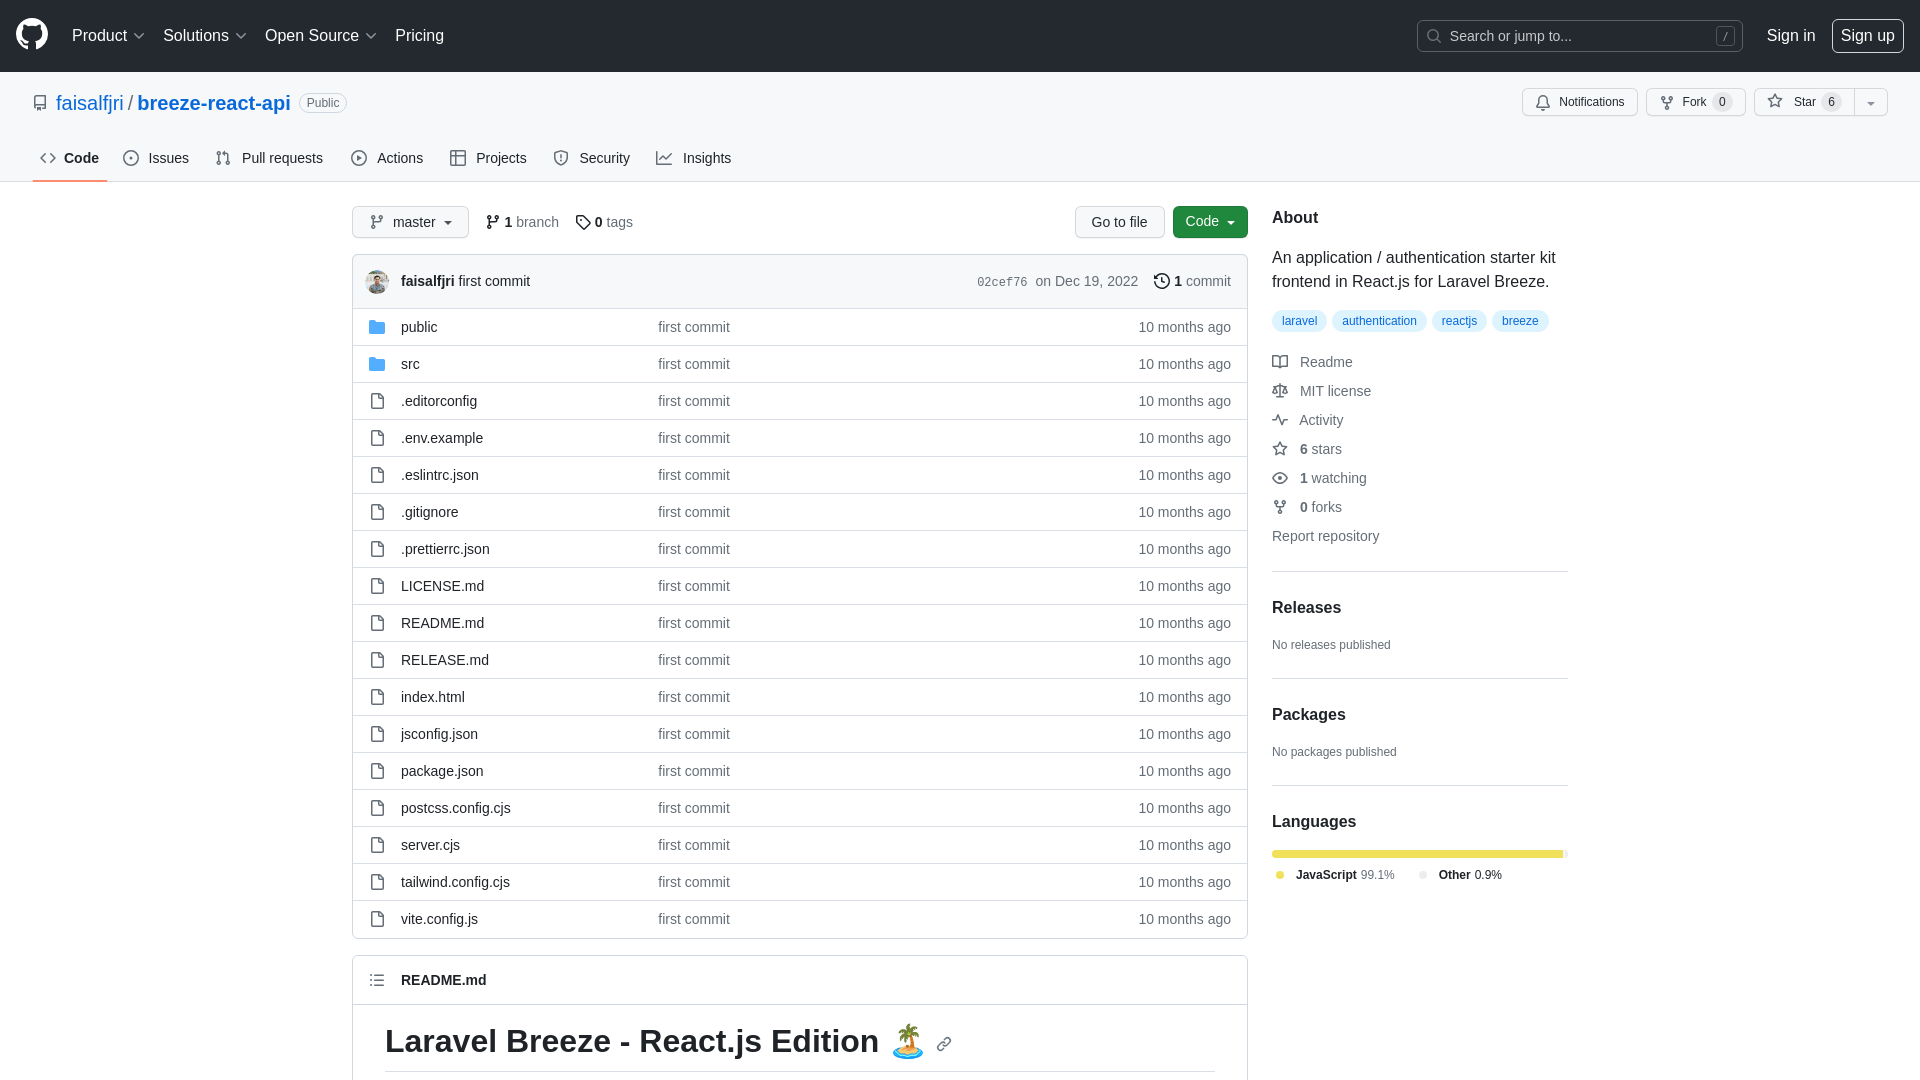 Product Solutions Open Source Pricing Search or jump to... / Sign in Sign up
faisalfjri / breeze-react-api Public Notifications Fork 0 Star 6
Code Issues Pull requests Actions Projects Security Insights
master 1 branch 0 tags Go to file Code
faisalfjri first commit 02cef76 on Dec 19, 2022 1 commit
public first commit 10 months ago
src first commit 10 months ago
.editorconfig first commit 10 months ago
.env.example first commit 10 months ago
.eslintrc.json first commit 10 months ago
.gitignore first commit 10 months ago
.prettierrc.json first commit 10 months ago
LICENSE.md first commit 10 months ago
README.md first commit 10 months ago
RELEASE.md first commit 10 months ago
index.html first commit 10 months ago
jsconfig.json first commit 10 months ago
package.json first commit 10 months ago
postcss.config.cjs first commit 10 months ago
server.cjs first commit 10 months ago
tailwind.config.cjs first commit 10 months ago
vite.config.js first commit 10 months ago
README.md
Laravel Breeze - React.js Edition 🏝️
About
An application / authentication starter kit
frontend in React.js for Laravel Breeze.
laravel authentication reactjs breeze
Readme
MIT license
Activity
6 stars
1 watching
0 forks
Report repository
Releases
No releases published
Packages
No packages published
Languages
JavaScript 99.1% Other 0.9%